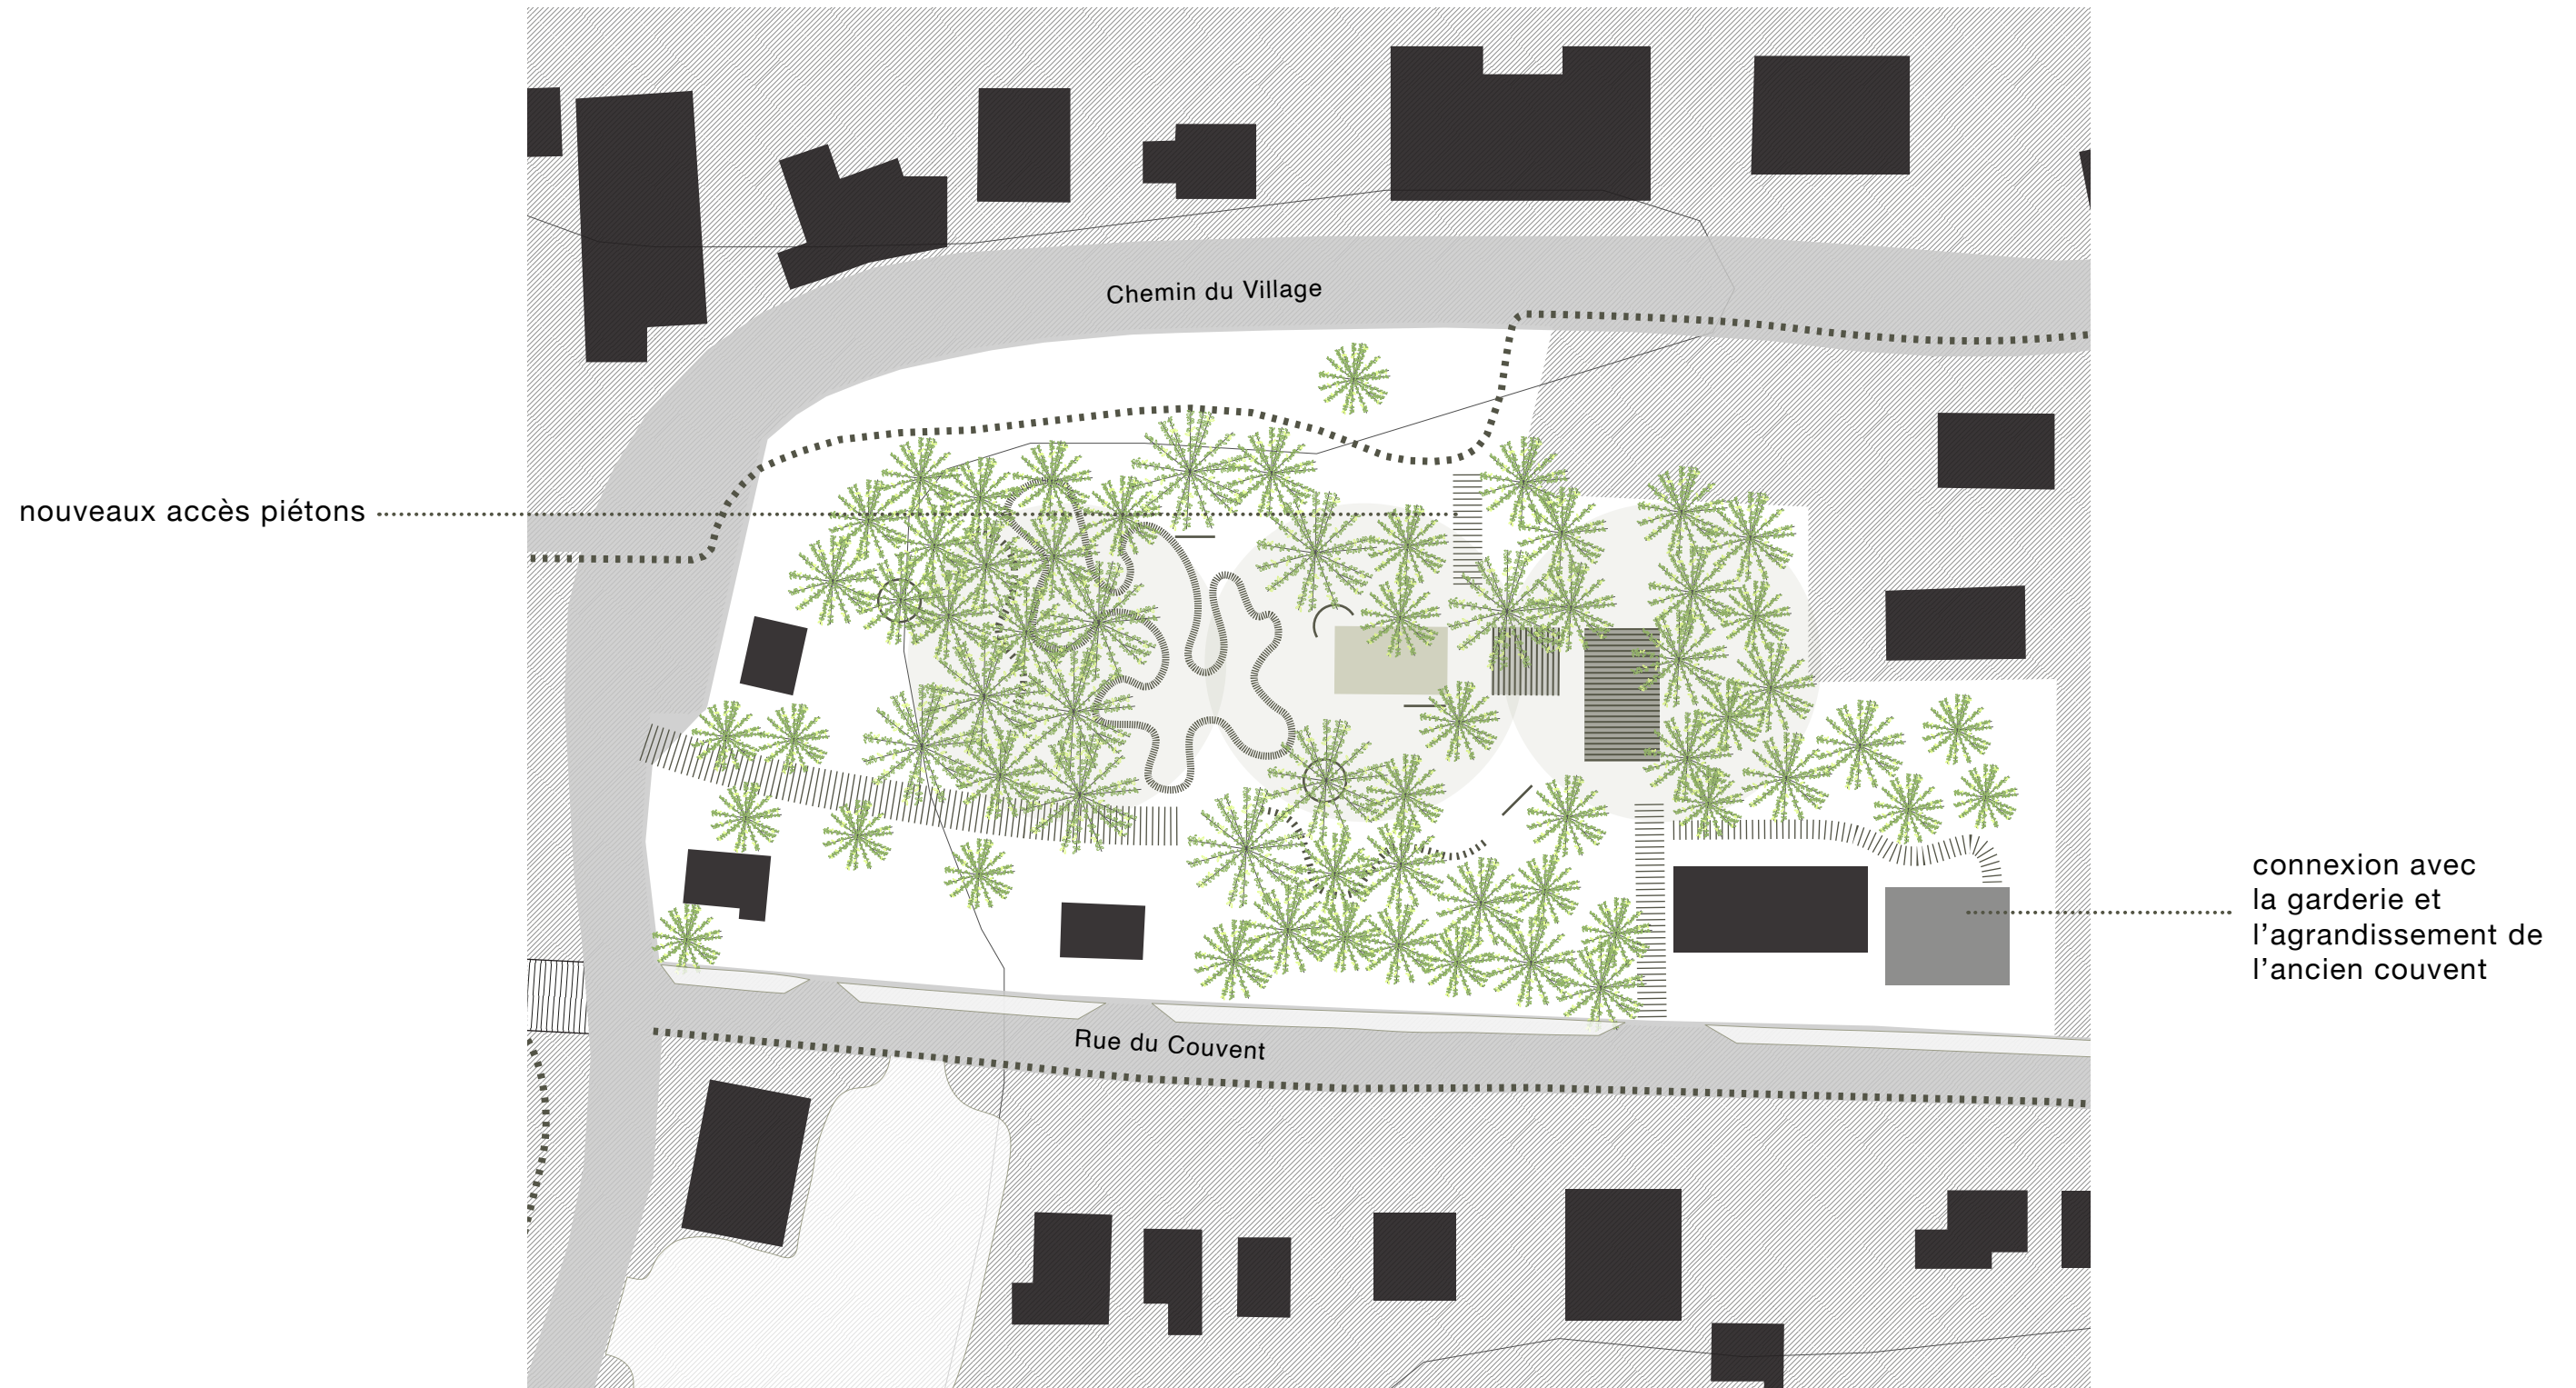 Chemin du Village
nouveaux accès piétons
connexion avec
la garderie et
l’agrandissement de
l’ancien couvent
Rue du Couvent